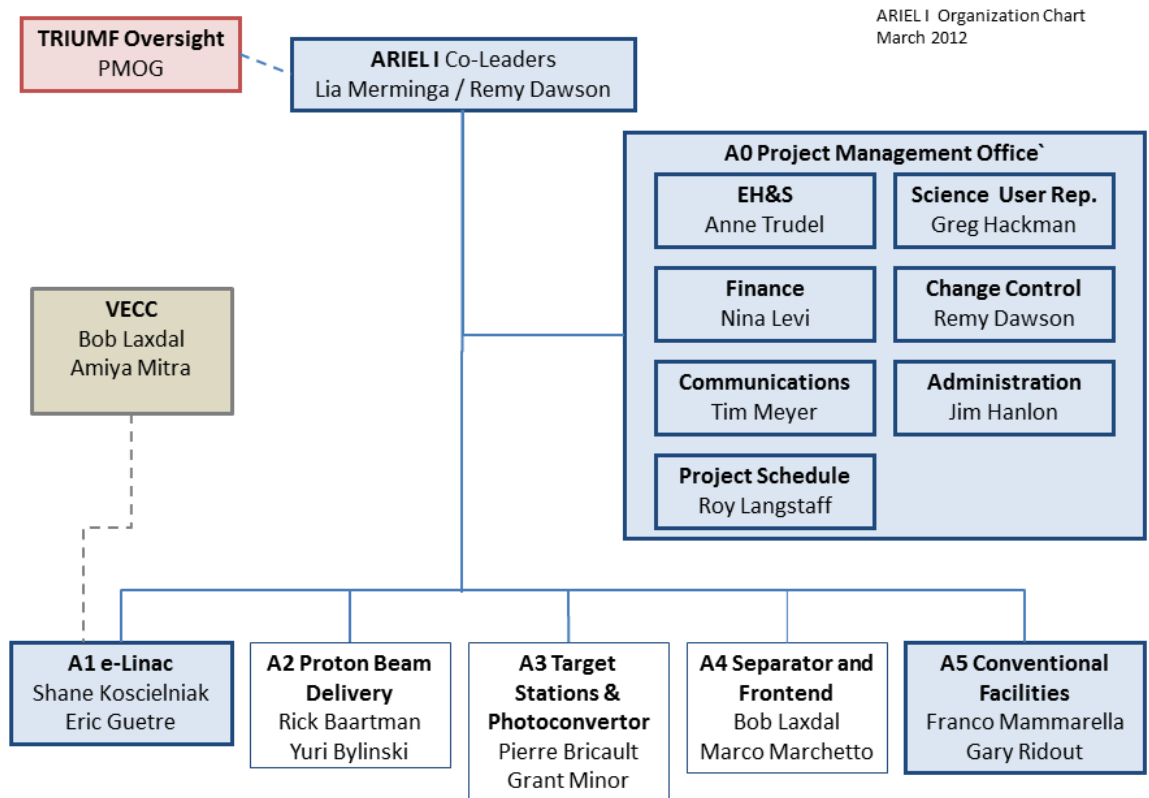 ARIEL I Organization Chart
March 2012
TRIUMF Oversight
PMOG
ARIEL I Co-Leaders
Lia Merminga / Remy Dawson
A0 Project Management Office`
EH&S
Anne Trudel
Science User Rep.
Greg Hackman
Finance
Nina Levi
Change Control
Remy Dawson
Communications
Tim Meyer
Administration
Jim Hanlon
Project Schedule
Roy Langstaff
VECC
Bob Laxdal
Amiya Mitra
A1 e-Linac
Shane Koscielniak
Eric Guetre
A2 Proton Beam
Delivery
Rick Baartman
Yuri Bylinski
A3 Target
Stations &
Photoconvertor
Pierre Bricault
Grant Minor
A4 Separator and
Frontend
Bob Laxdal
Marco Marchetto
A5 Conventional
Facilities
Franco Mammarella
Gary Ridout